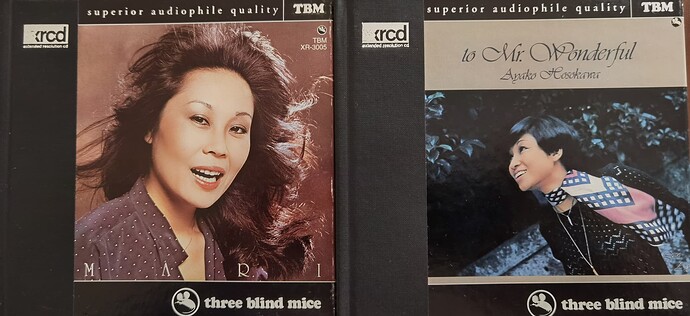 superior audiophile quality TBM
xrcd
extended resolution cd
TBM
XR-3005
MARI
three blind mice
superior audiophile quality TBM
xrcd
extended resolution cd
to Mr. Wonderful
Ayako Hosokawa
three blind mice